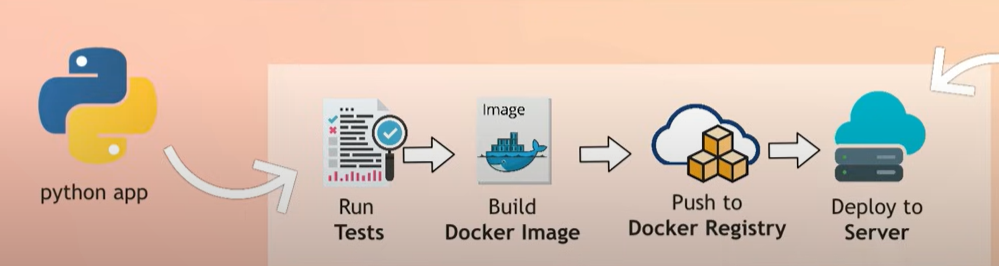 python app
Image
Run
Tests
Build
Docker Image
Push to
Docker Registry
Deploy to
Server